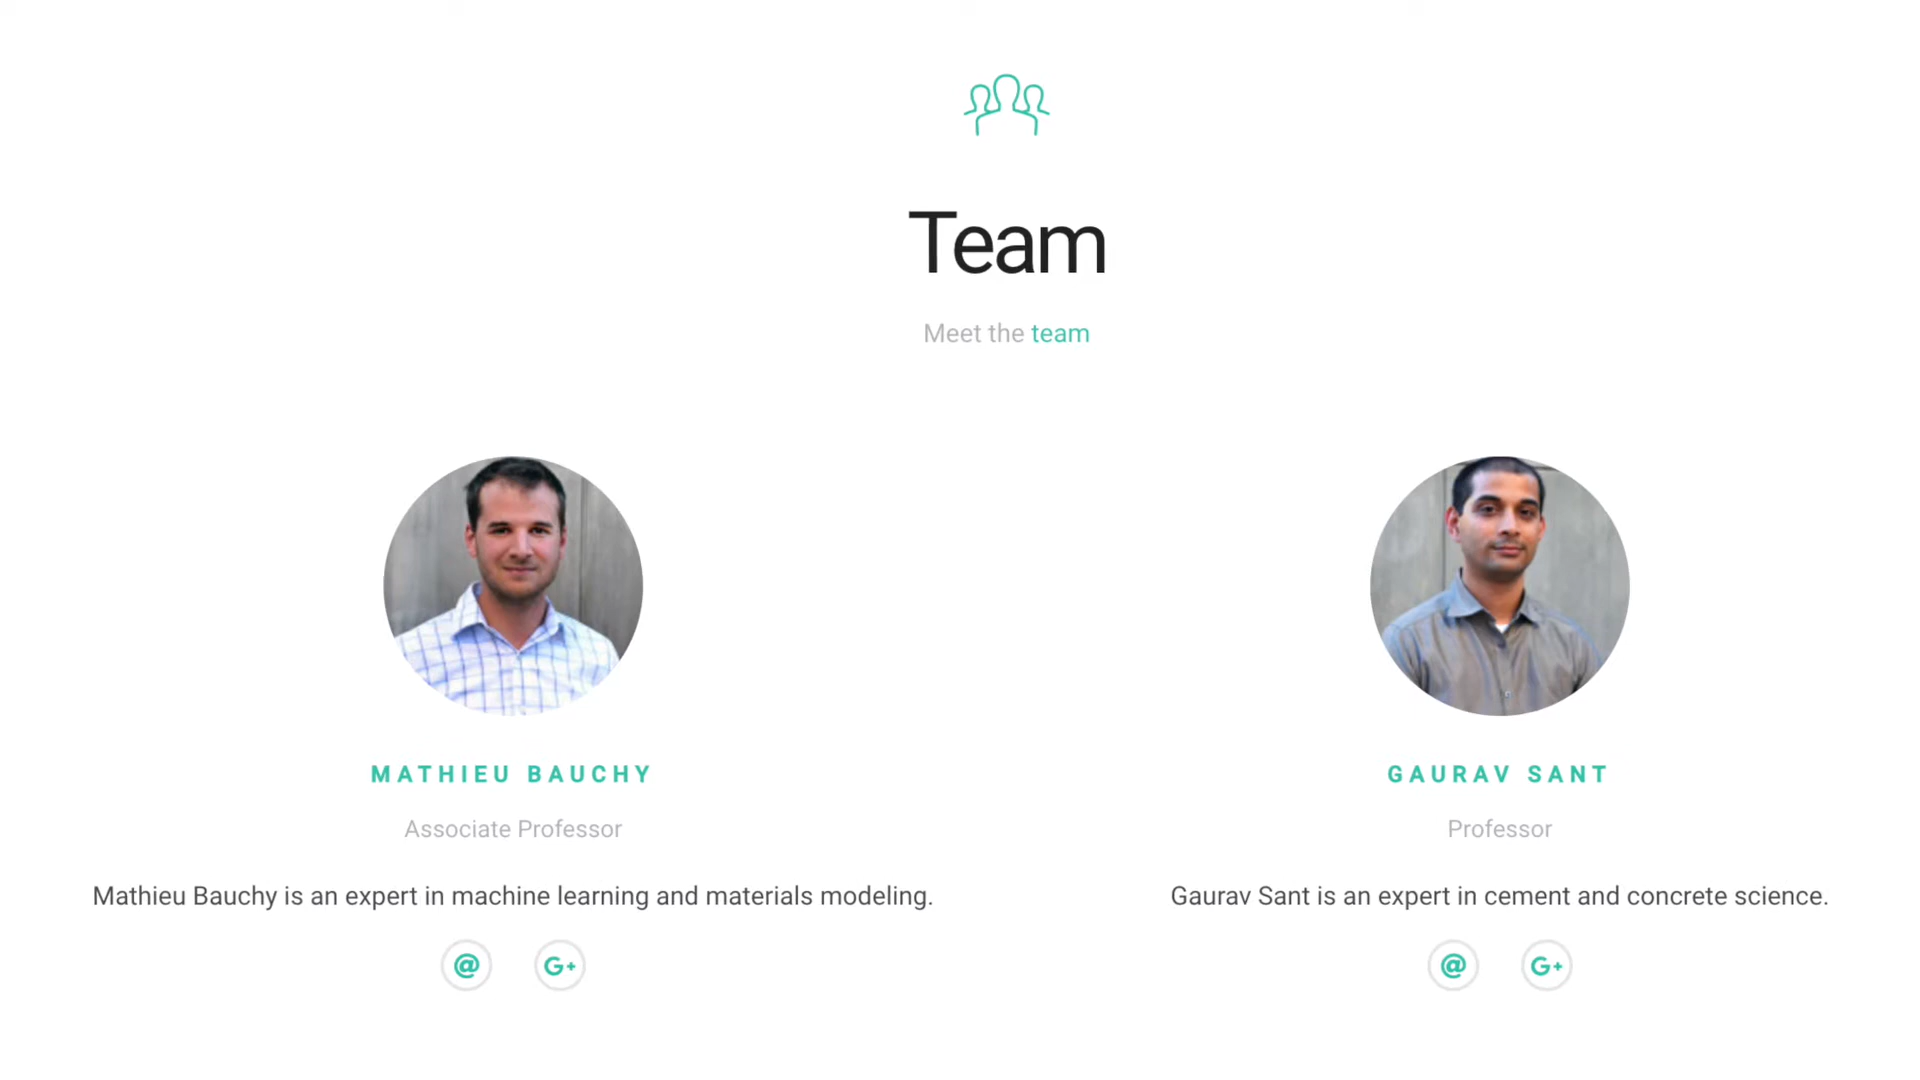 Team
Meet the team
MATHIEU BAUCHY
Associate Professor
Mathieu Bauchy is an expert in machine learning and materials modeling.
@ G+
GAURAV SANT
Professor
Gaurav Sant is an expert in cement and concrete science.
@ G+